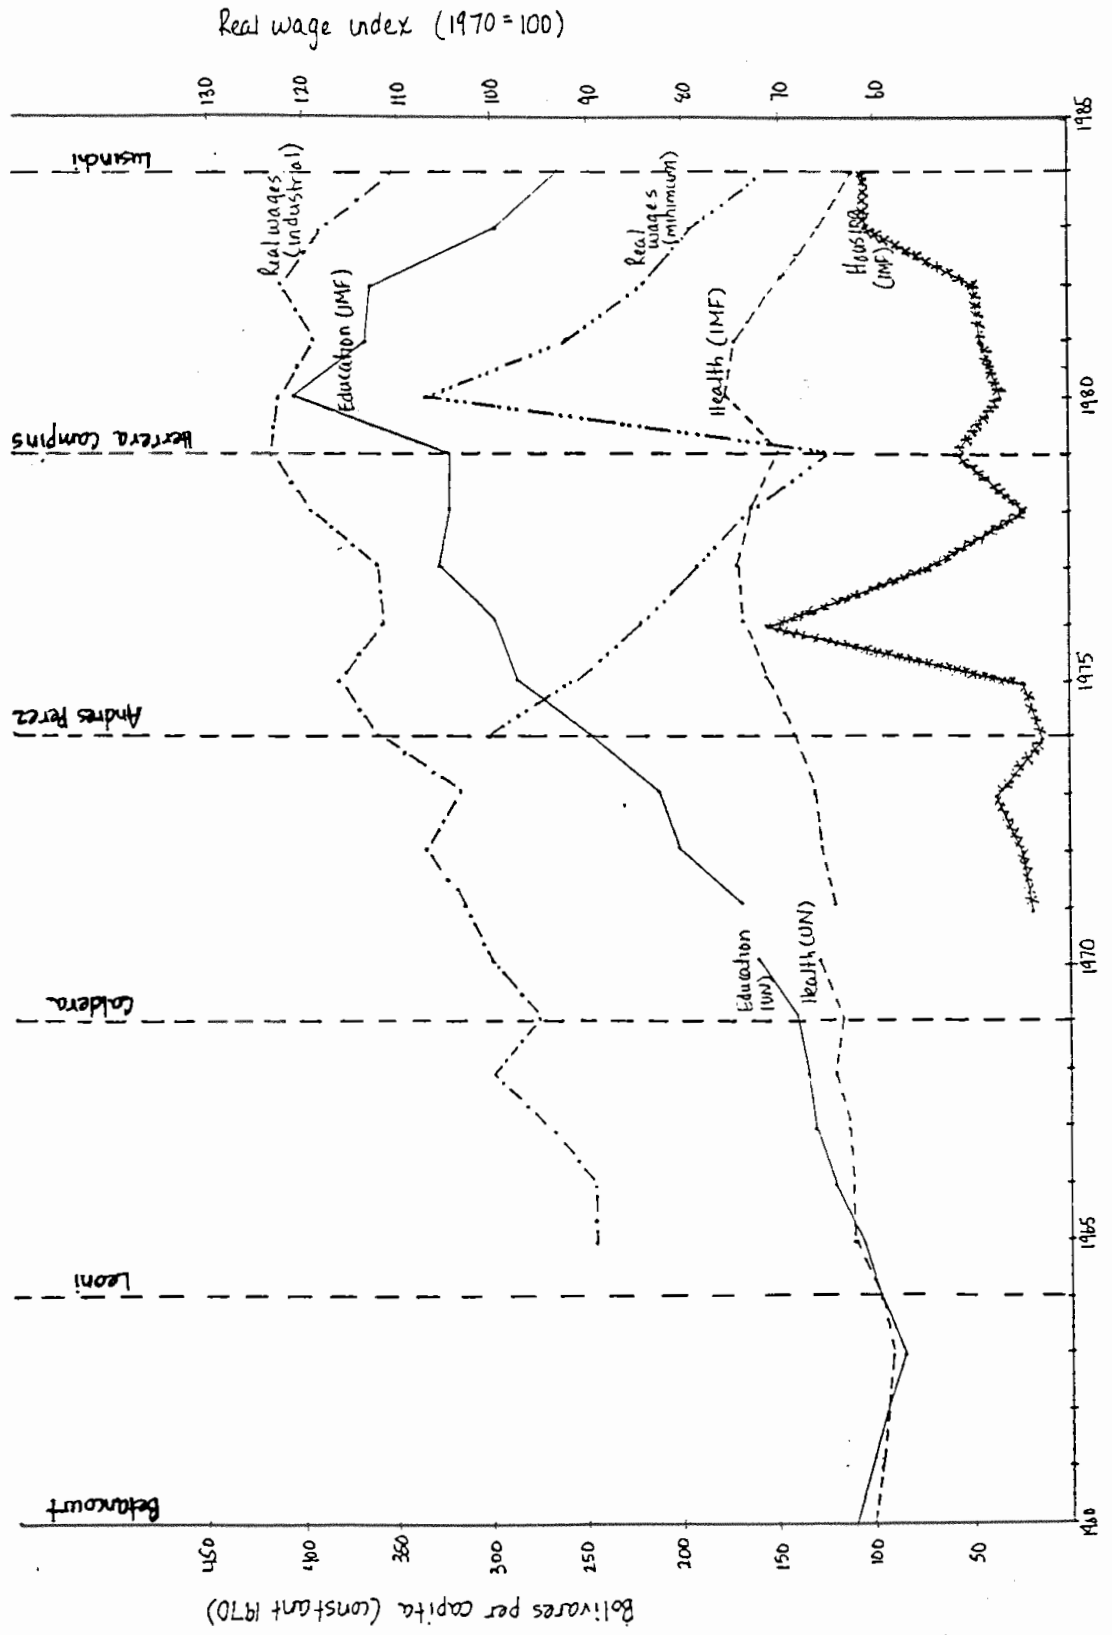 Real wage index (1970=100)
130
120
110
100
90
80
70
60
Lusinchi
Herrera Campins
Andres Perez
Caldera
Leoni
Betancourt
Real wages
(industrial)
Education (IMF)
Real
wages
(minimum)
Health (IMF)
Housing
(IMF)
Education
(UN)
Health (UN)
1985
1980
1975
1970
1965
1960
450
400
350
300
250
200
150
100
50
Bolivares per capita (constant 1970)